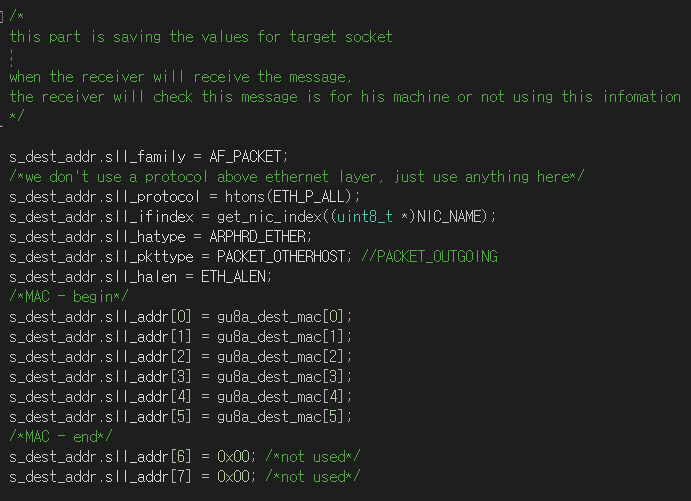 /*
this part is saving the values for target socket
when the receiver will receive the message,
the receiver will check this message is for his machine or not using this infomation
*/
s_dest_addr.sll_family = AF_PACKET;
/*we don't use a protocol above ethernet layer, just use anything here*/
s_dest_addr.sll_protocol = htons(ETH_P_ALL);
s_dest_addr.sll_ifindex = get_nic_index((uint8_t *)NIC_NAME);
s_dest_addr.sll_hatype = ARPHRD_ETHER;
s_dest_addr.sll_pkttype = PACKET_OTHERHOST; //PACKET_OUTGOING
s_dest_addr.sll_halen = ETH_ALEN;
/*MAC - begin*/
s_dest_addr.sll_addr[0] = gu8a_dest_mac[0];
s_dest_addr.sll_addr[1] = gu8a_dest_mac[1];
s_dest_addr.sll_addr[2] = gu8a_dest_mac[2];
s_dest_addr.sll_addr[3] = gu8a_dest_mac[3];
s_dest_addr.sll_addr[4] = gu8a_dest_mac[4];
s_dest_addr.sll_addr[5] = gu8a_dest_mac[5];
/*MAC - end*/
s_dest_addr.sll_addr[6] = 0x00; /*not used*/
s_dest_addr.sll_addr[7] = 0x00; /*not used*/